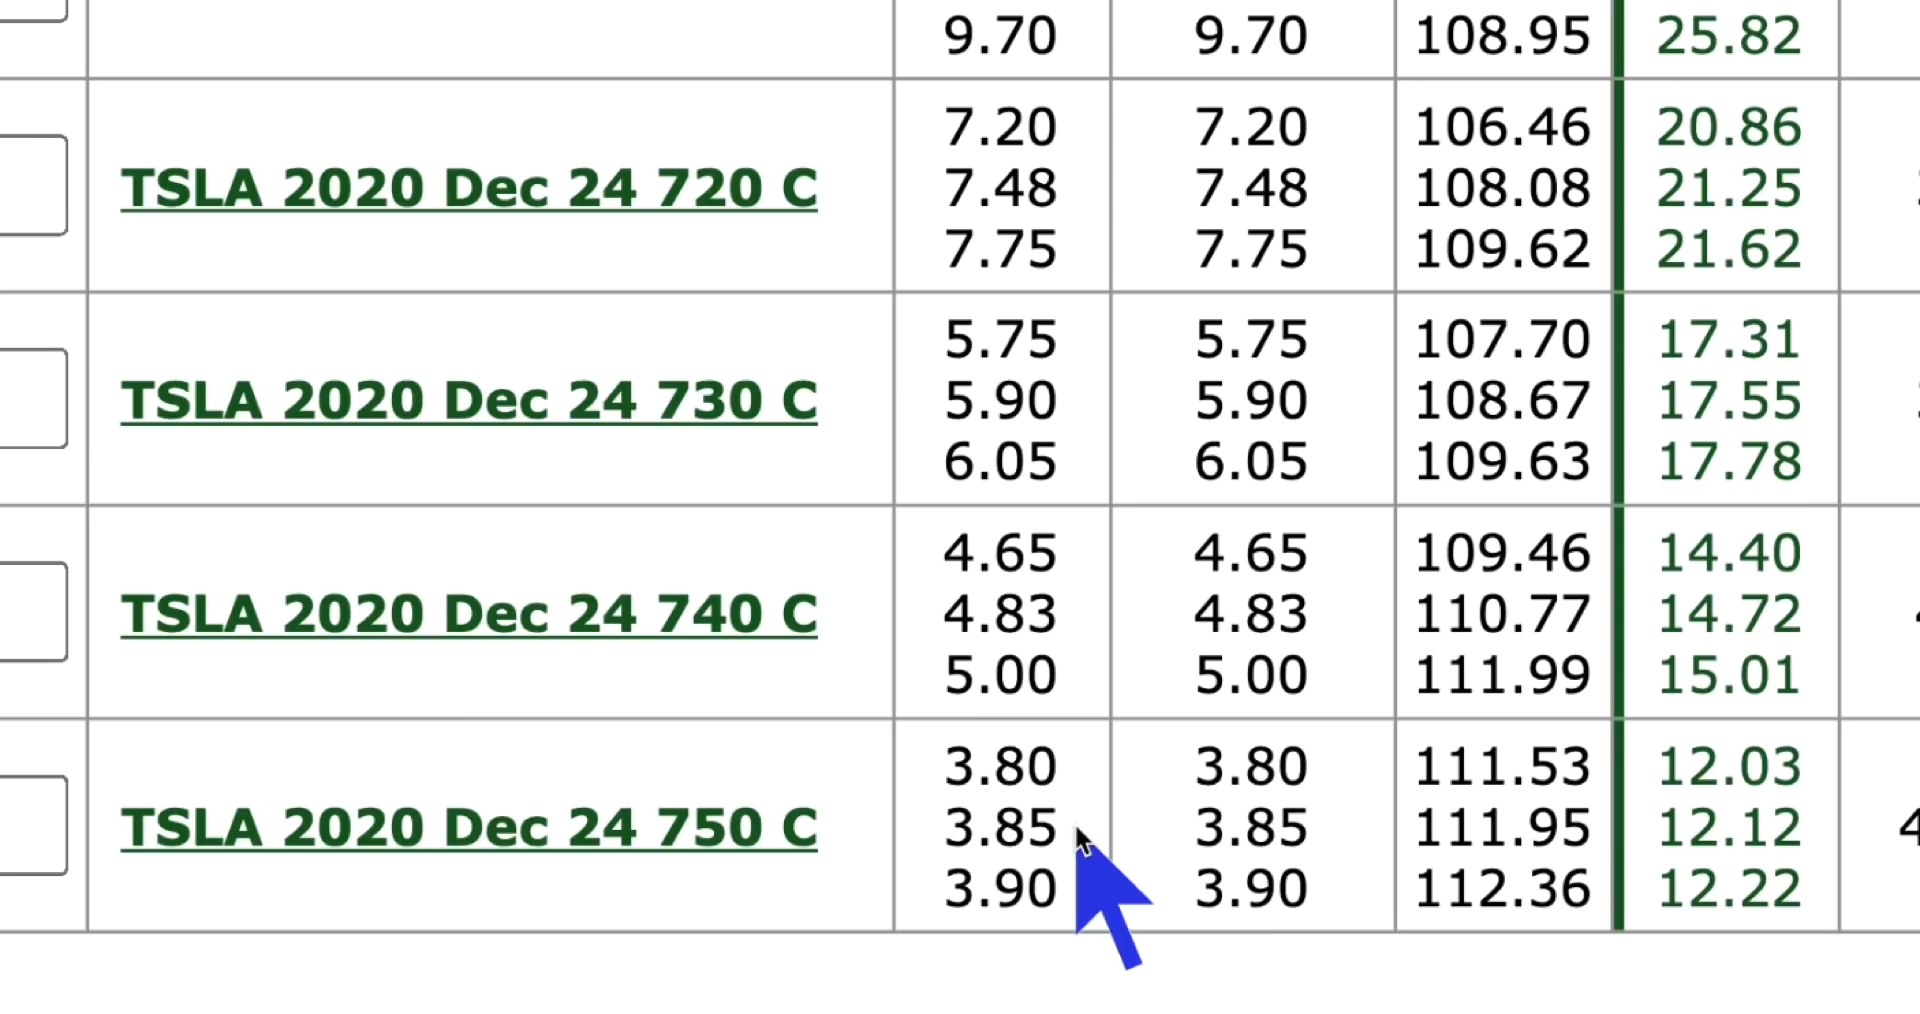 9.70 9.70 108.95 25.82
7.20 7.20 106.46 20.86
TSLA 2020 Dec 24 720 C 7.48 7.48 108.08 21.25
7.75 7.75 109.62 21.62
5.75 5.75 107.70 17.31
TSLA 2020 Dec 24 730 C 5.90 5.90 108.67 17.55
6.05 6.05 109.63 17.78
4.65 4.65 109.46 14.40
TSLA 2020 Dec 24 740 C 4.83 4.83 110.77 14.72
5.00 5.00 111.99 15.01
3.80 3.80 111.53 12.03
TSLA 2020 Dec 24 750 C 3.85 3.85 111.95 12.12 4
3.90 3.90 112.36 12.22